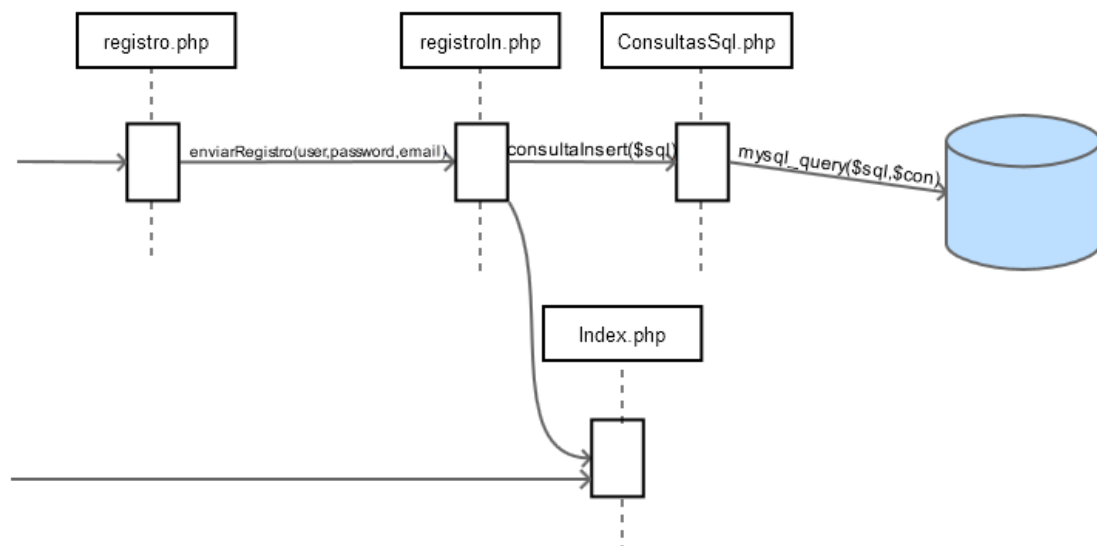 registro.php
registroIn.php
ConsultasSql.php
enviarRegistro(user,password,email)
consultaInsert($sql)
mysql_query($sql,$con)
Index.php